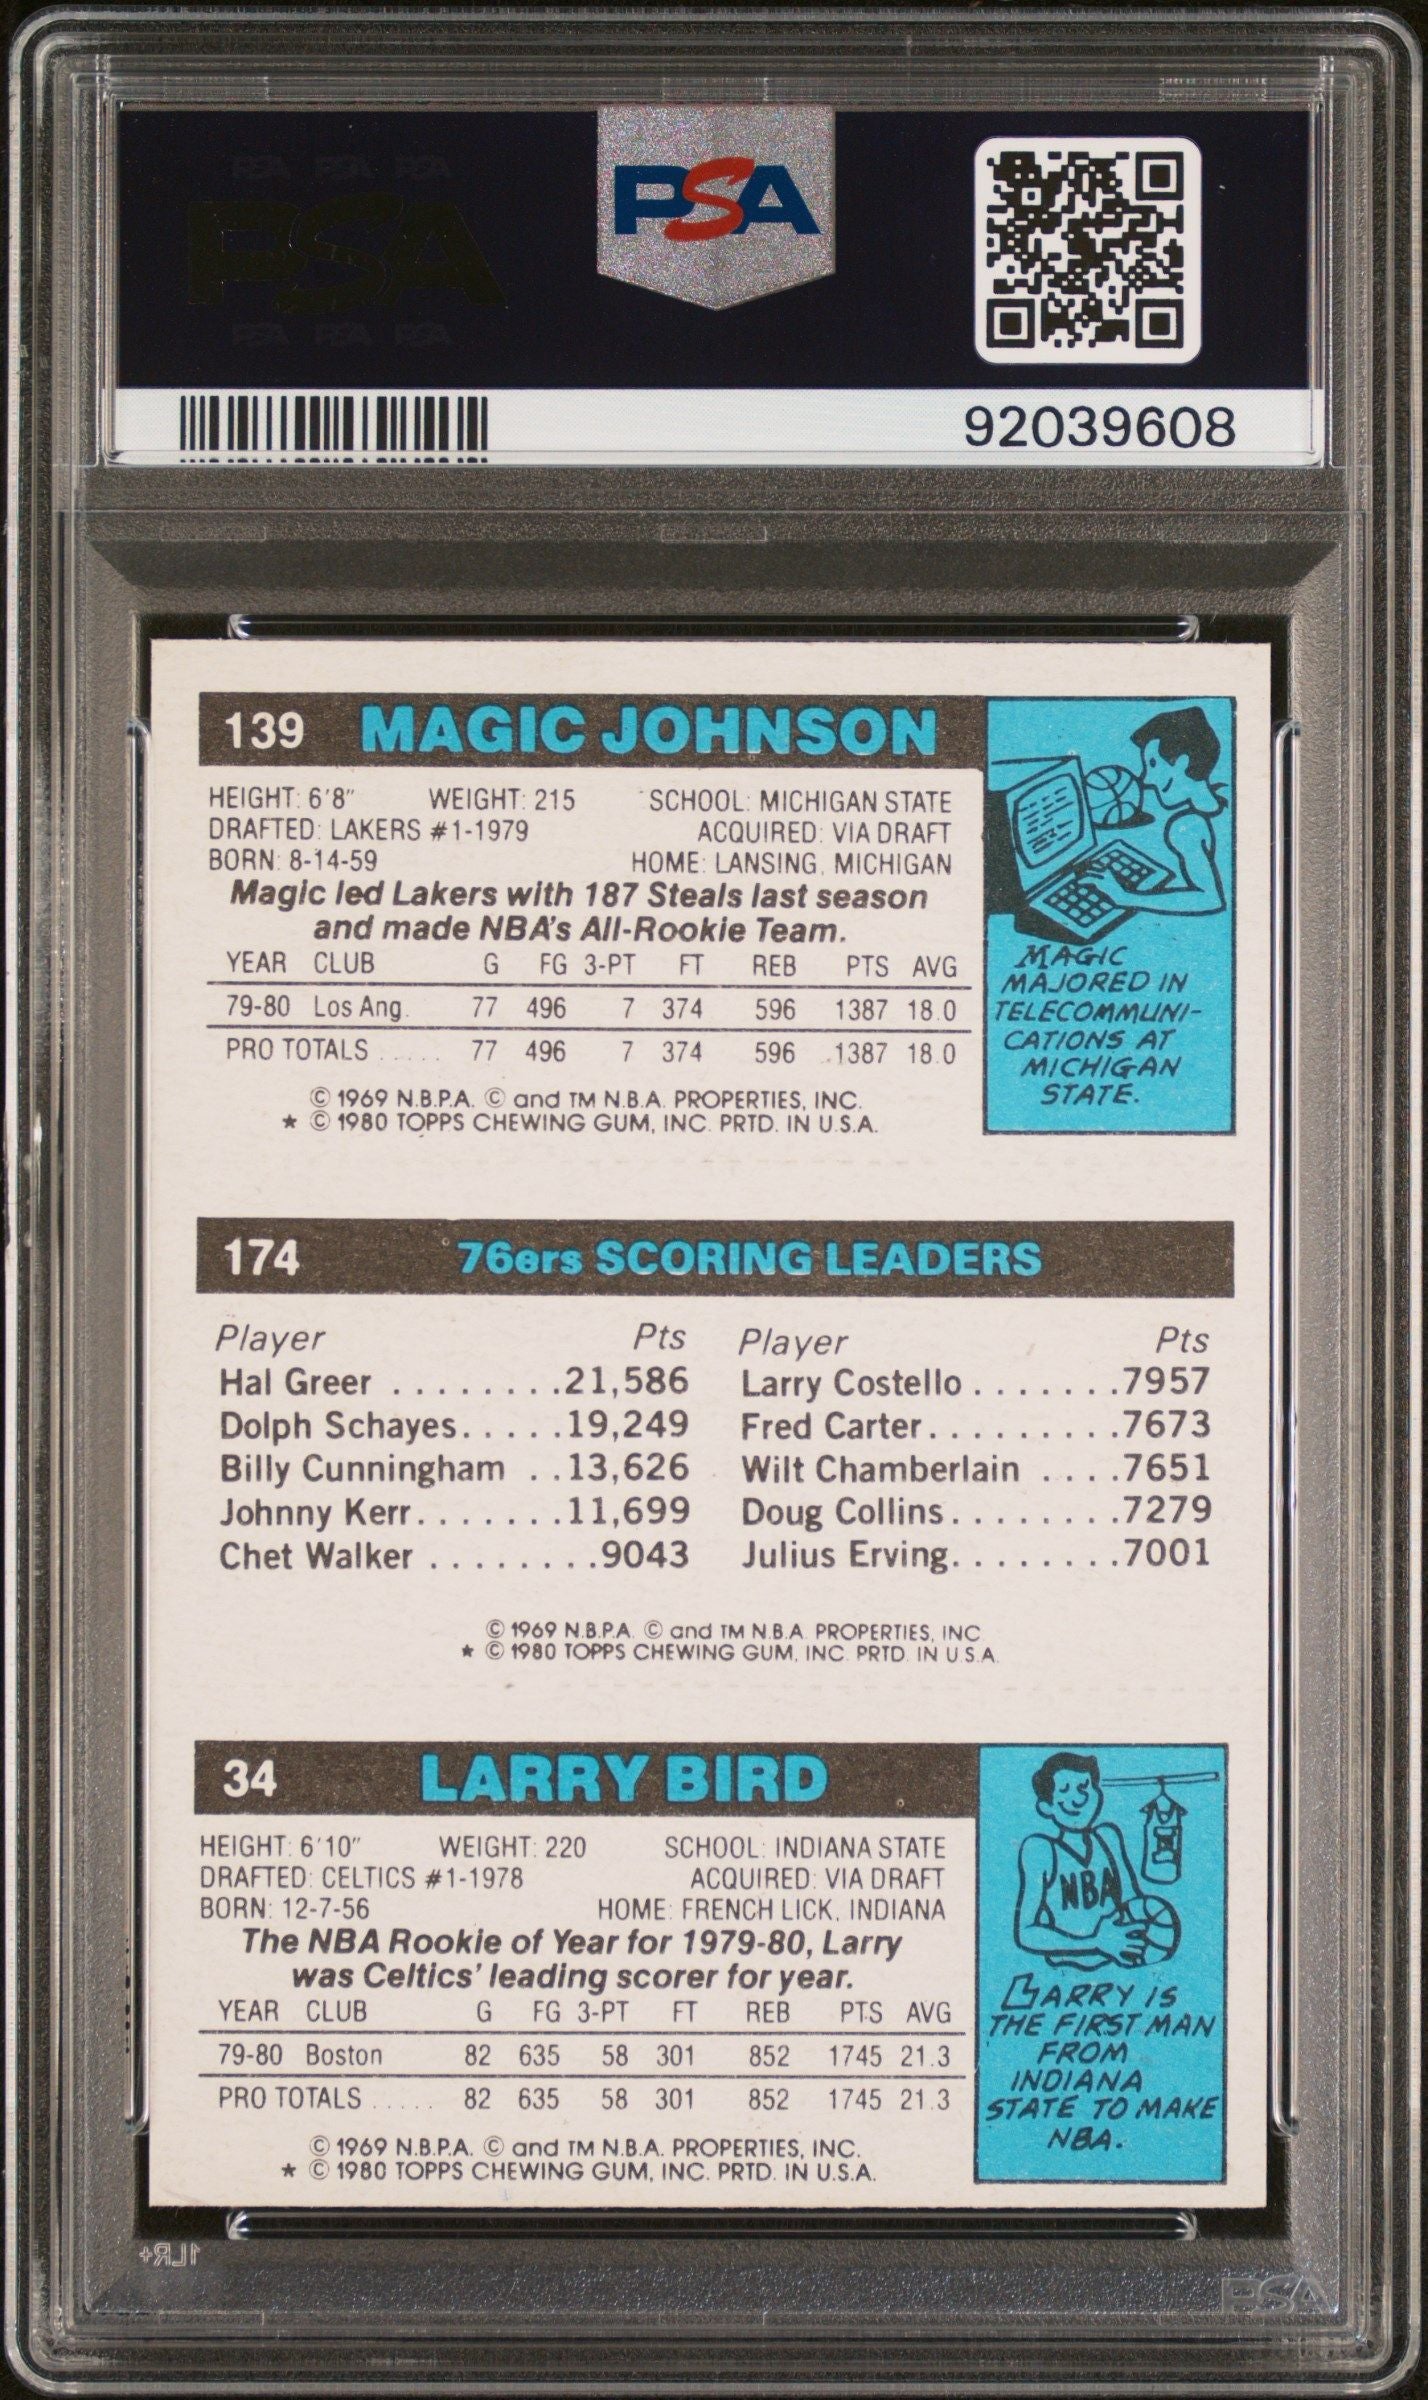 PSA PSA PSA
PSA
PSA PSA PSA
PSA
92039608
139 MAGIC JOHNSON
HEIGHT: 6'8" WEIGHT: 215 SCHOOL: MICHIGAN STATE
DRAFTED: LAKERS #1-1979 ACQUIRED: VIA DRAFT
BORN: 8-14-59 HOME: LANSING, MICHIGAN
Magic led Lakers with 187 Steals last season
and made NBA's All-Rookie Team.
YEAR CLUB G FG 3-PT FT REB PTS AVG
79-80 Los Ang. 77 496 7 374 596 1387 18.0
PRO TOTALS ..... 77 496 7 374 596 1387 18.0
© 1969 N.B.P.A. © and TM N.B.A. PROPERTIES, INC.
★ © 1980 TOPPS CHEWING GUM, INC. PRTD. IN U.S.A.
MAGIC
MAJORED IN
TELECOMMUNI-
CATIONS AT
MICHIGAN
STATE.
174 76ers SCORING LEADERS
Player Pts Player Pts
Hal Greer ........21,586 Larry Costello.......7957
Dolph Schayes.....19,249 Fred Carter.........7673
Billy Cunningham ..13,626 Wilt Chamberlain ....7651
Johnny Kerr.......11,699 Doug Collins........7279
Chet Walker ........9043 Julius Erving........7001
© 1969 N.B.P.A. © and TM N.B.A. PROPERTIES, INC
★ © 1980 TOPPS CHEWING GUM, INC. PRTD. IN U.S.A.
34 LARRY BIRD
HEIGHT: 6'10" WEIGHT: 220 SCHOOL: INDIANA STATE
DRAFTED: CELTICS #1-1978 ACQUIRED: VIA DRAFT
BORN: 12-7-56 HOME: FRENCH LICK, INDIANA
The NBA Rookie of Year for 1979-80, Larry
was Celtics' leading scorer for year.
YEAR CLUB G FG 3-PT FT REB PTS AVG
79-80 Boston 82 635 58 301 852 1745 21.3
PRO TOTALS ..... 82 635 58 301 852 1745 21.3
© 1969 N.B.P.A. © and TM N.B.A. PROPERTIES, INC.
★ © 1980 TOPPS CHEWING GUM, INC. PRTD. IN U.S.A.
NBA
LARRY IS
THE FIRST MAN
FROM
INDIANA
STATE TO MAKE
NBA.
1LR+
PSA